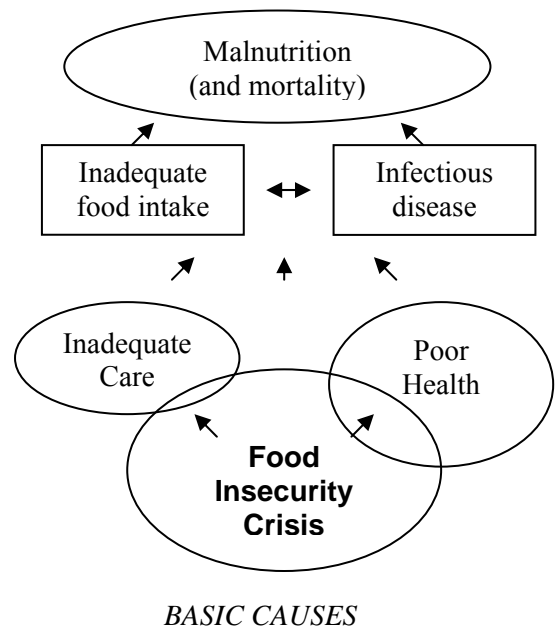 Malnutrition
(and mortality)
Inadequate
food intake
Infectious
disease
Inadequate
Care
Poor
Health
Food
Insecurity
Crisis
BASIC CAUSES